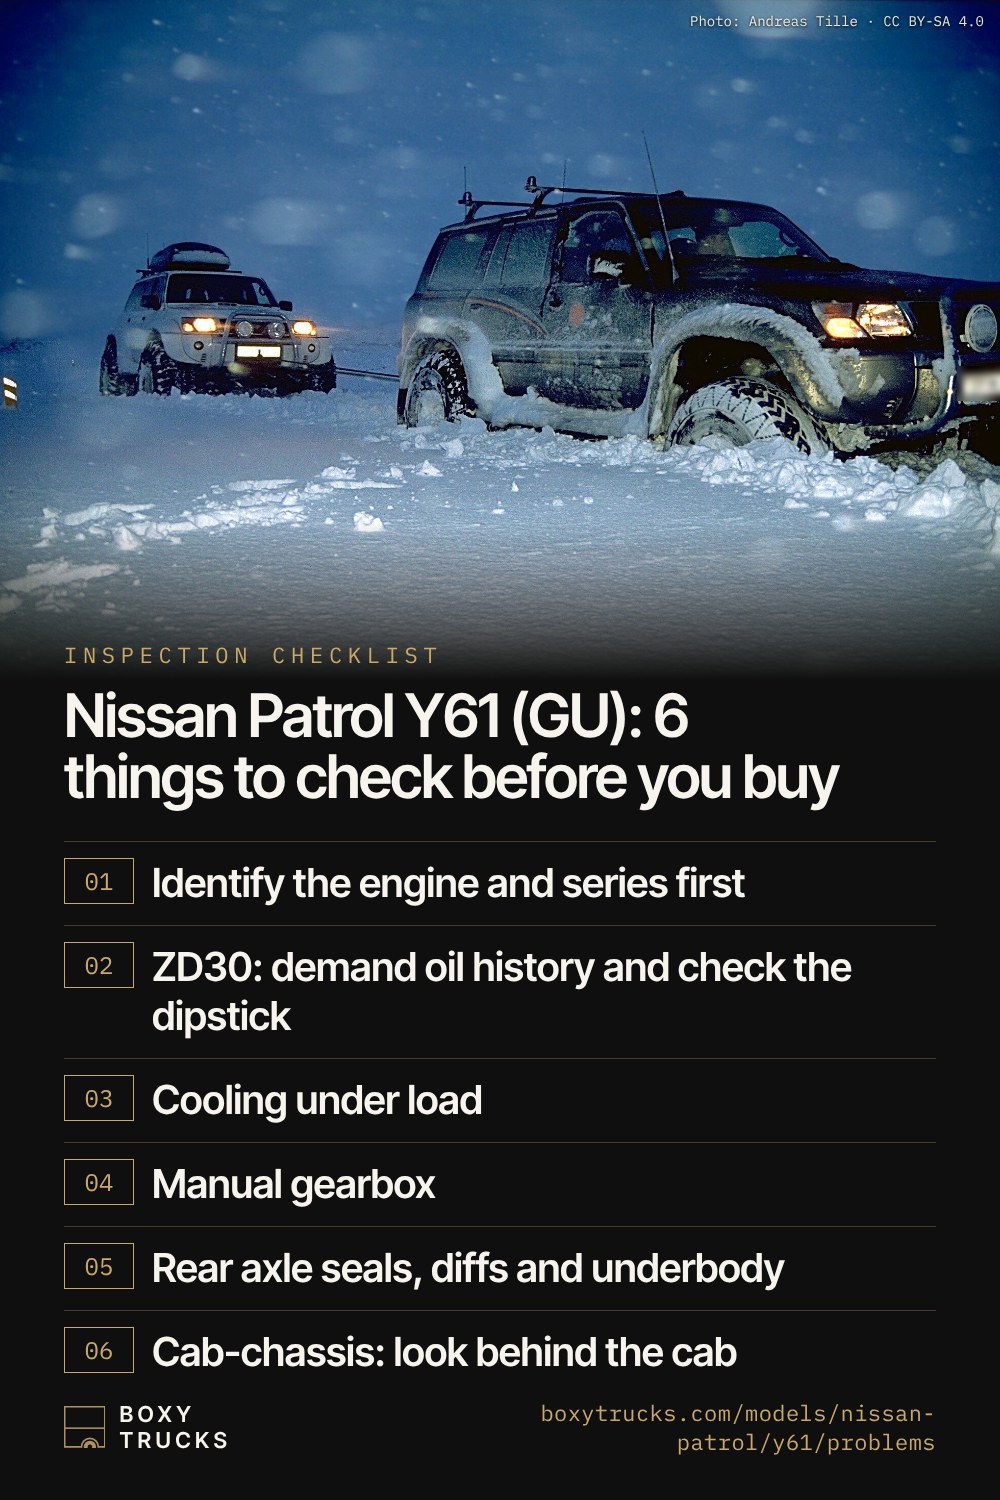 Photo: Andreas Tille · CC BY-SA 4.0
INSPECTION CHECKLIST
Nissan Patrol Y61 (GU): 6
things to check before you buy
01 Identify the engine and series first
02 ZD30: demand oil history and check the
dipstick
03 Cooling under load
04 Manual gearbox
05 Rear axle seals, diffs and underbody
06 Cab-chassis: look behind the cab
BOXY
TRUCKS
boxytrucks.com/models/nissan-
patrol/y61/problems